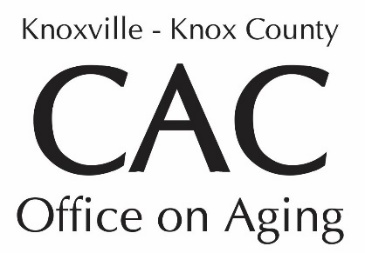 Knoxville - Knox County
CAC
Office on Aging